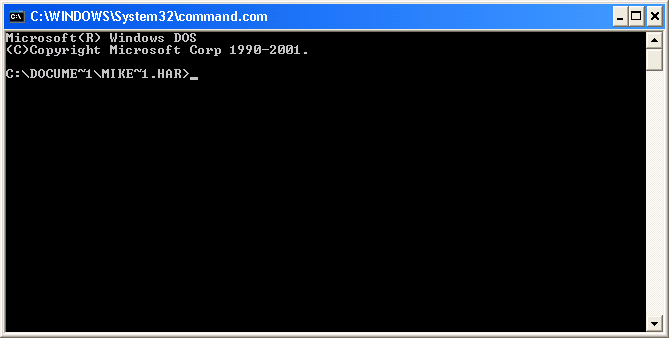 C:\WINDOWS\System32\command.com
Microsoft(R) Windows DOS
(C)Copyright Microsoft Corp 1990-2001.
C:\DOCUME~1\MIKE~1.HAR>_